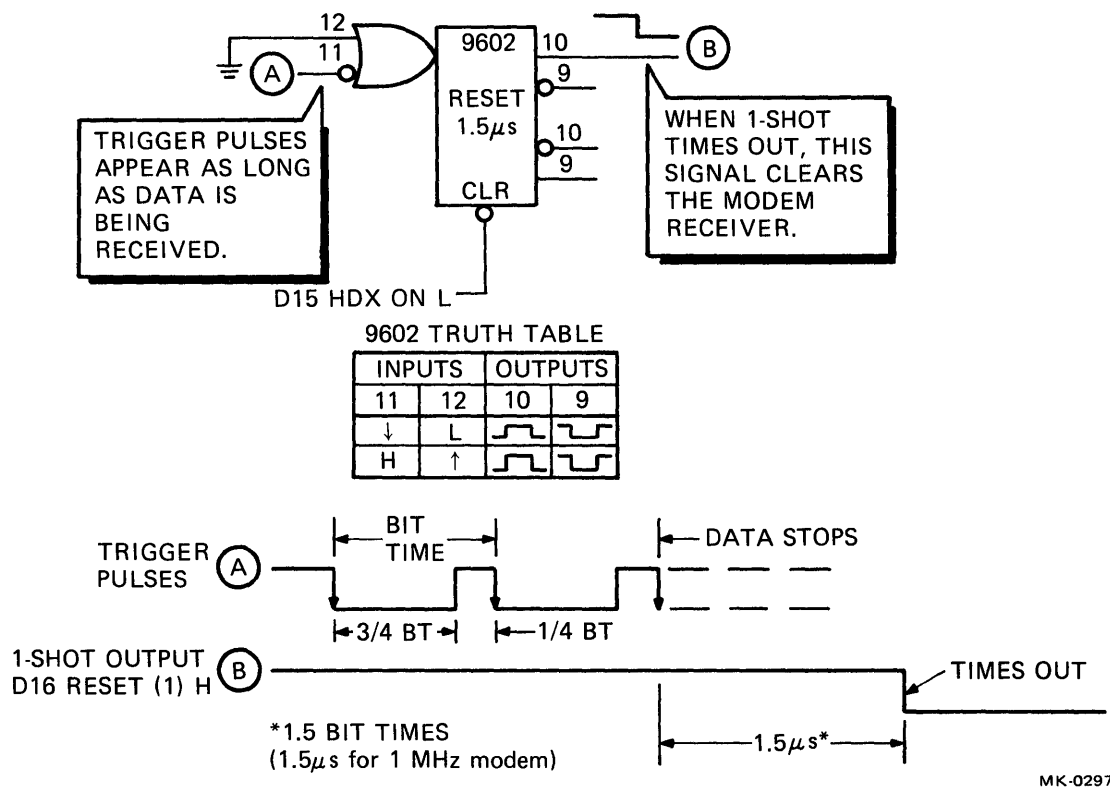 12
11
A
9602
RESET
1.5μs
CLR
10
9
10
9
B
TRIGGER PULSES
APPEAR AS LONG
AS DATA IS
BEING
RECEIVED.
WHEN 1-SHOT
TIMES OUT, THIS
SIGNAL CLEARS
THE MODEM
RECEIVER.
D15 HDX ON L
9602 TRUTH TABLE
INPUTS OUTPUTS
11 12 10 9
↓ L
H ↑
BIT
TIME
DATA STOPS
TRIGGER
PULSES
A
3/4 BT
1/4 BT
1-SHOT OUTPUT
D16 RESET (1) H
B
TIMES OUT
*1.5 BIT TIMES
(1.5μs for 1 MHz modem)
1.5μs*
MK-0297